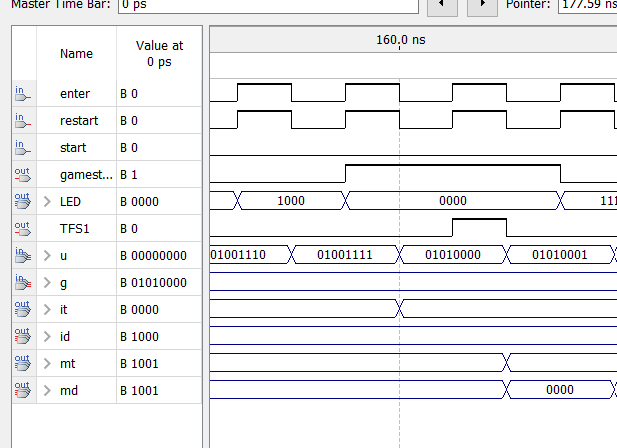 Master Time Bar: 0 ps Pointer: 177.59 ns
160.0 ns
Name Value at 0 ps
in enter B 0
in restart B 0
in start B 0
out gamest... B 1
out LED B 0000 1000 0000 11
out TFS1 B 0
in u B 00000000 01001110 01001111 01010000 01010001
in g B 01010000
out it B 0000
out id B 1000
out mt B 1001
out md B 1001 0000